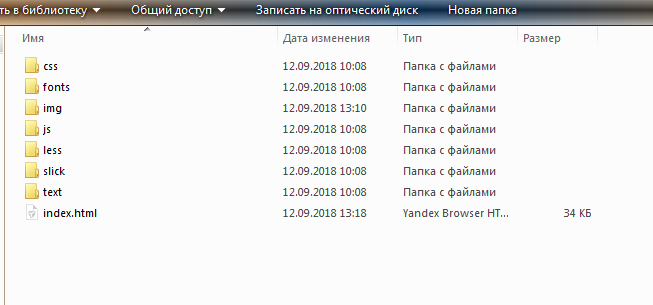 ть в библиотеку Общий доступ Записать на оптический диск Новая папка
Имя Дата изменения Тип Размер
css 12.09.2018 10:08 Папка с файлами
fonts 12.09.2018 10:08 Папка с файлами
img 12.09.2018 13:10 Папка с файлами
js 12.09.2018 10:08 Папка с файлами
less 12.09.2018 10:08 Папка с файлами
slick 12.09.2018 10:08 Папка с файлами
text 12.09.2018 10:08 Папка с файлами
index.html 12.09.2018 13:18 Yandex Browser HT... 34 КБ